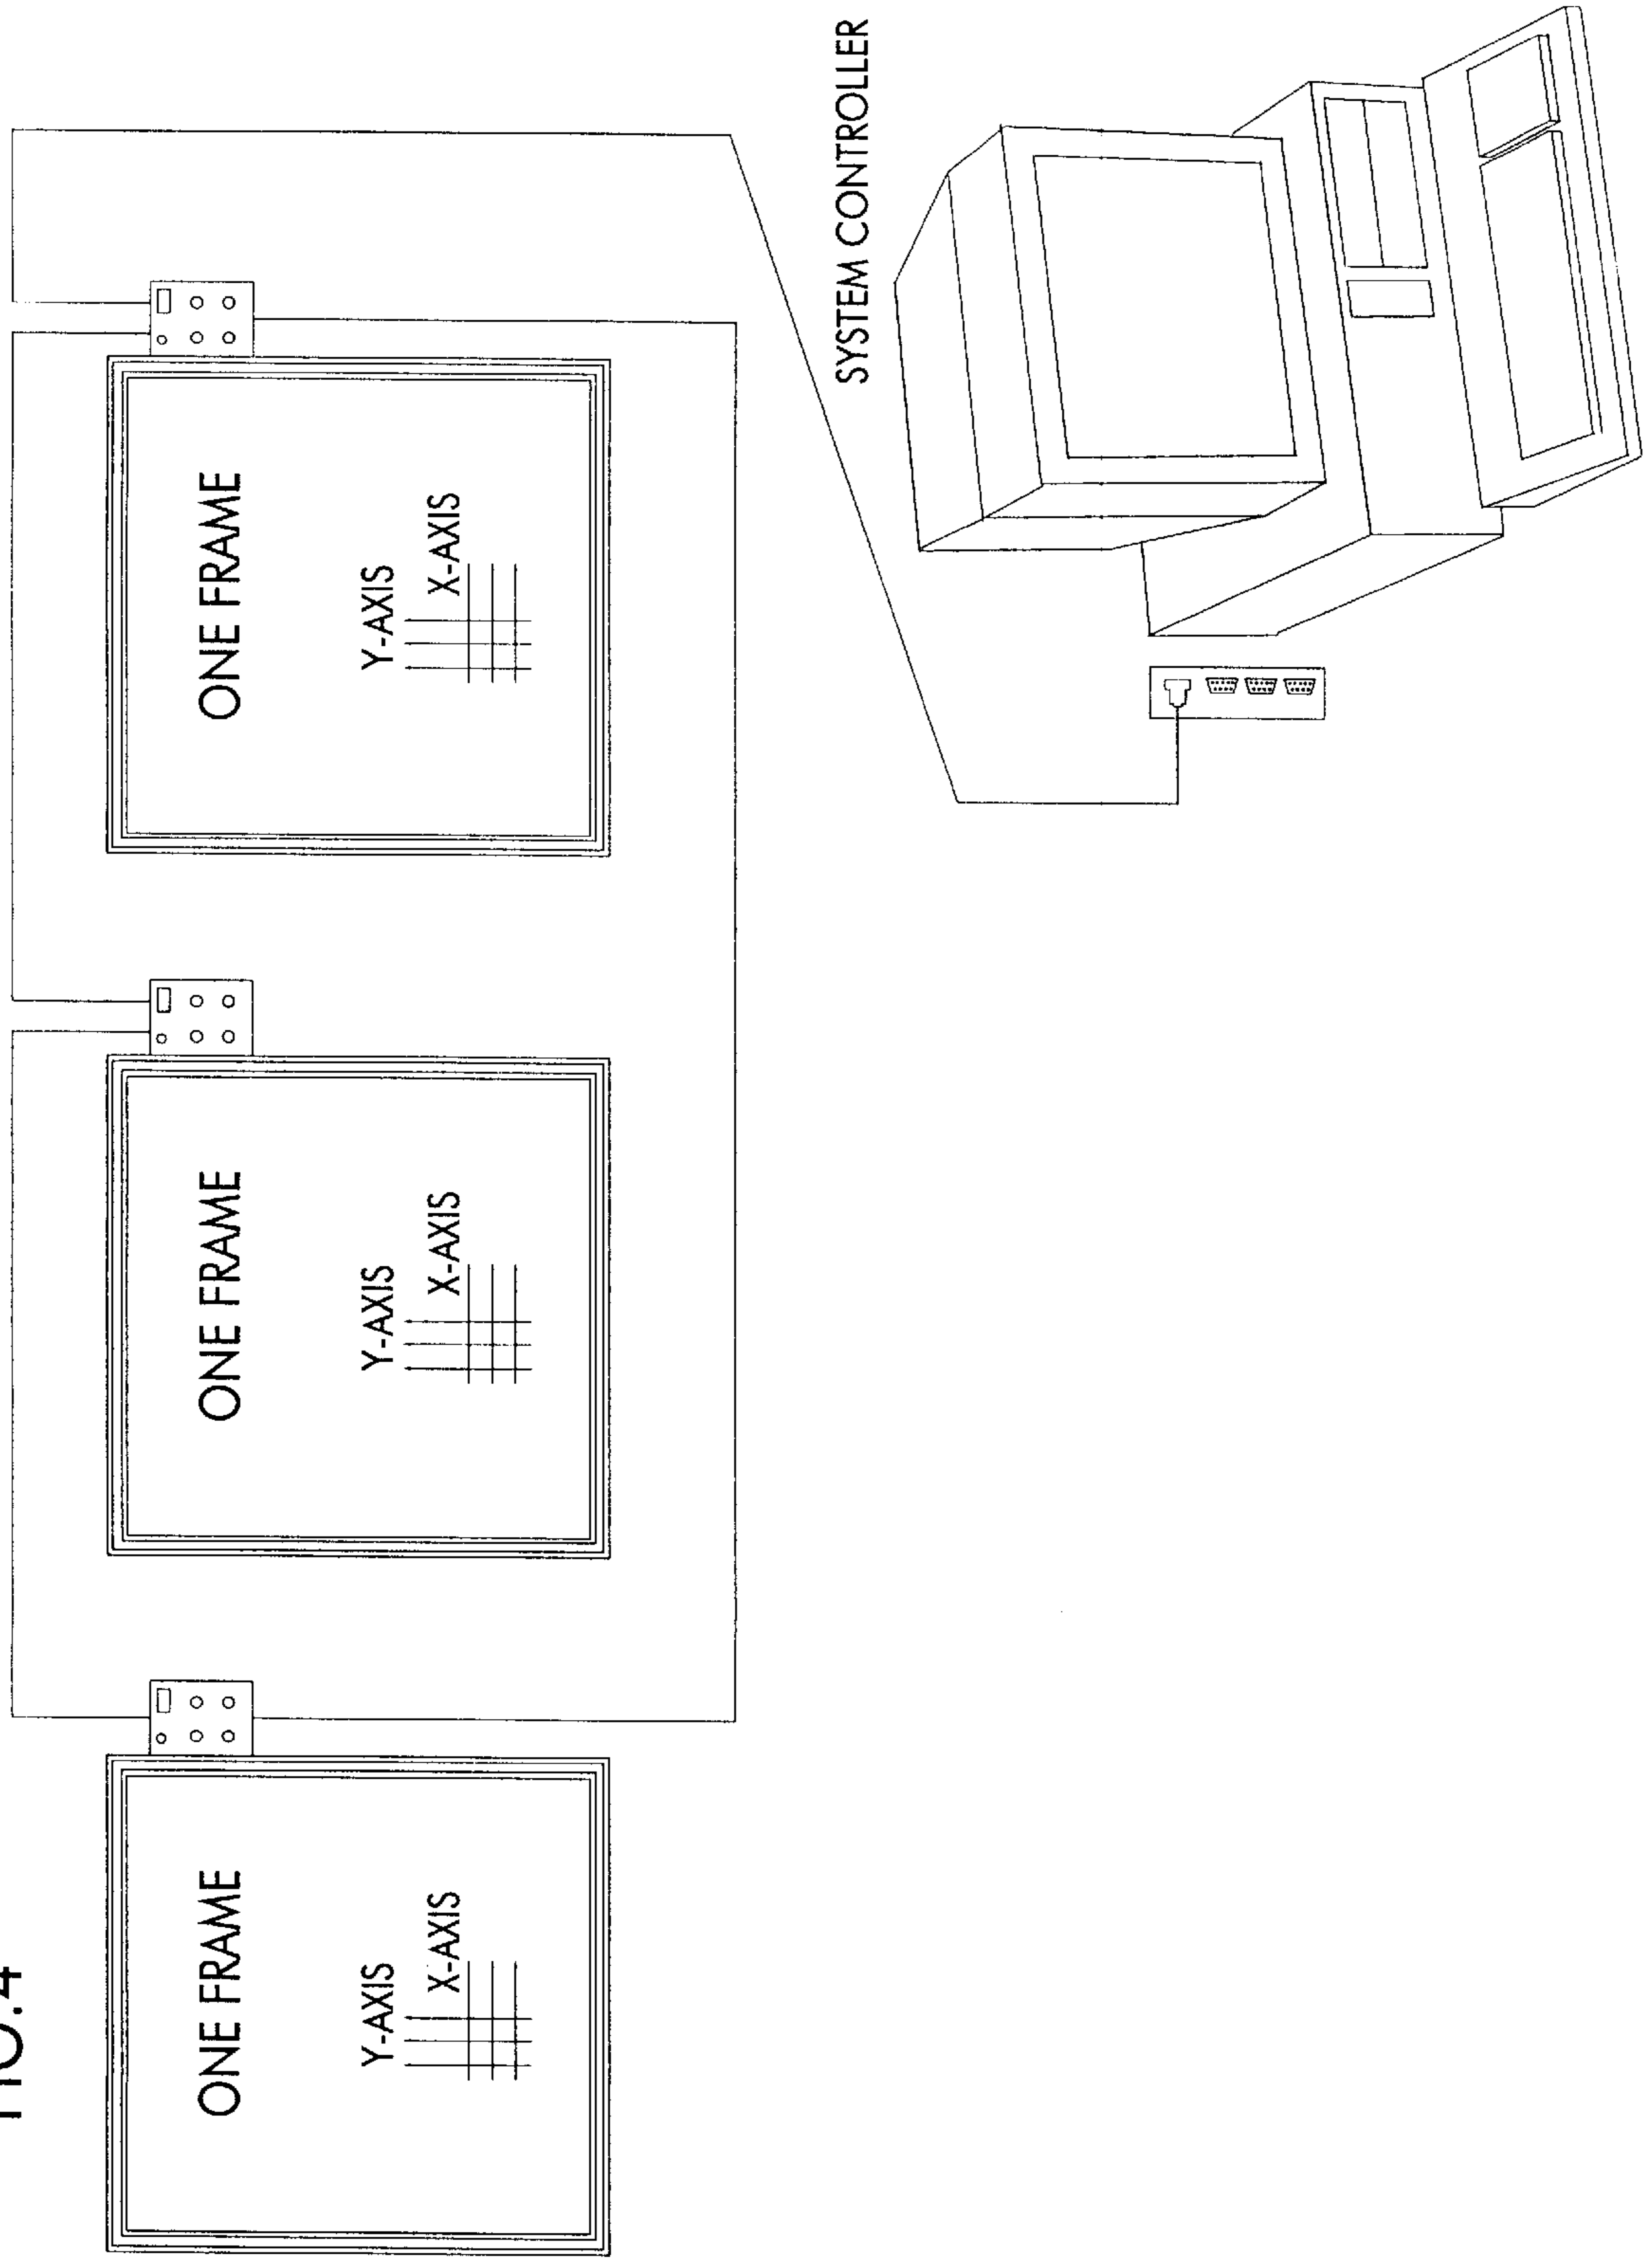 FIG.4
ONE FRAME
Y-AXIS
X-AXIS
ONE FRAME
Y-AXIS
X-AXIS
ONE FRAME
Y-AXIS
X-AXIS
SYSTEM CONTROLLER